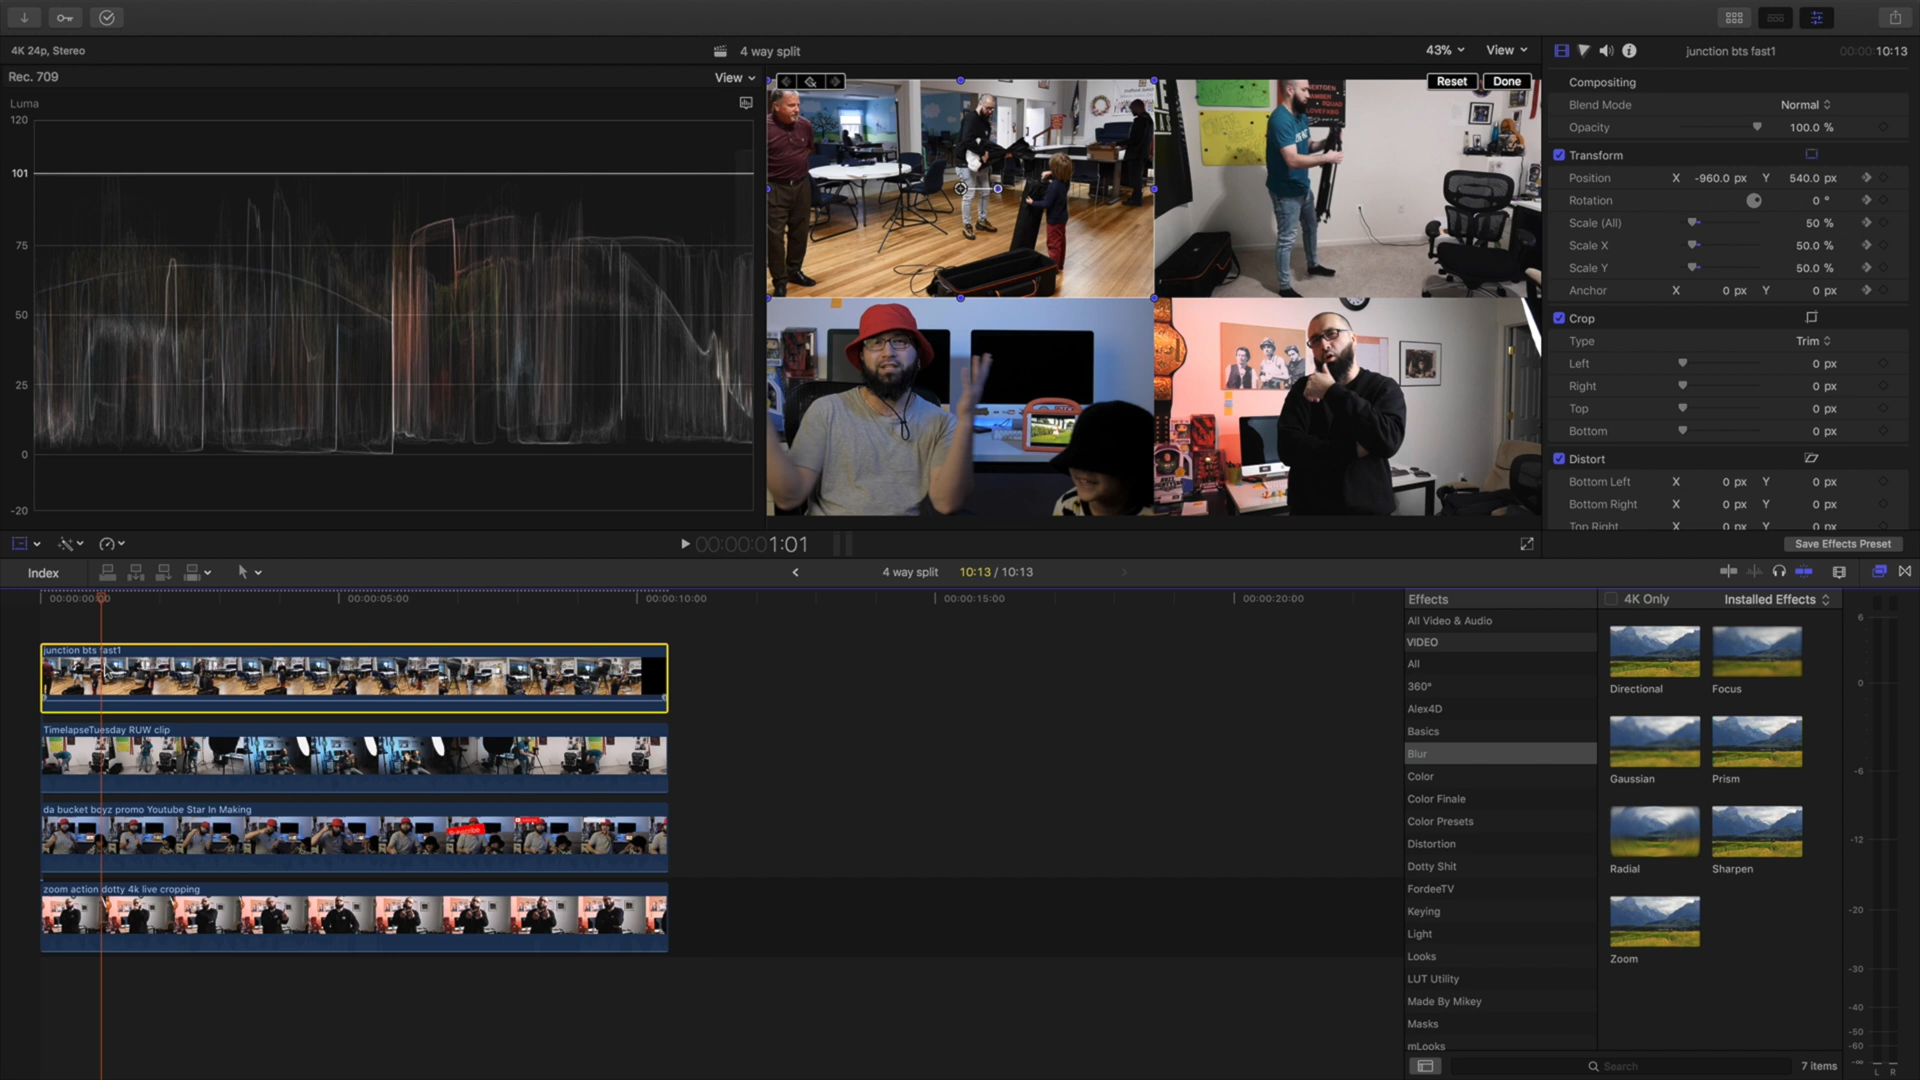 4K 24p, Stereo
4 way split
43%
View
junction bts fast1
00:00:00:10:13
Rec. 709
View
Luma
120
101
75
50
25
0
-20
Reset
Done
Compositing
Blend Mode
Normal
Opacity
100.0 %
Transform
Position X -960.0 px Y 540.0 px
Rotation 0 °
Scale (All) 50 %
Scale X 50.0 %
Scale Y 50.0 %
Anchor X 0 px Y 0 px
Crop
Type Trim
Left 0 px
Right 0 px
Top 0 px
Bottom 0 px
Distort
Bottom Left X 0 px Y 0 px
Bottom Right X 0 px Y 0 px
Top Right X 0 px Y 0 px
Save Effects Preset
00:00:01:01
Index
4 way split
10:13 / 10:13
00:00:00:00
00:00:05:00
00:00:10:00
00:00:15:00
00:00:20:00
junction bts fast1
TimelapseTuesday RUW clip
da bucket boyz promo Youtube Star In Making
zoom action dotty 4k live cropping
Effects
4K Only
Installed Effects
All Video & Audio
VIDEO
All
360°
Alex4D
Basics
Blur
Color
Color Finale
Color Presets
Distortion
Dotty Shit
FordeeTV
Keying
Light
Looks
LUT Utility
Made By Mikey
Masks
mLooks
Directional
Focus
Gaussian
Prism
Radial
Sharpen
Zoom
Search
7 items
6
0
-6
-12
-20
-30
-40
-50
-60
-∞
L R